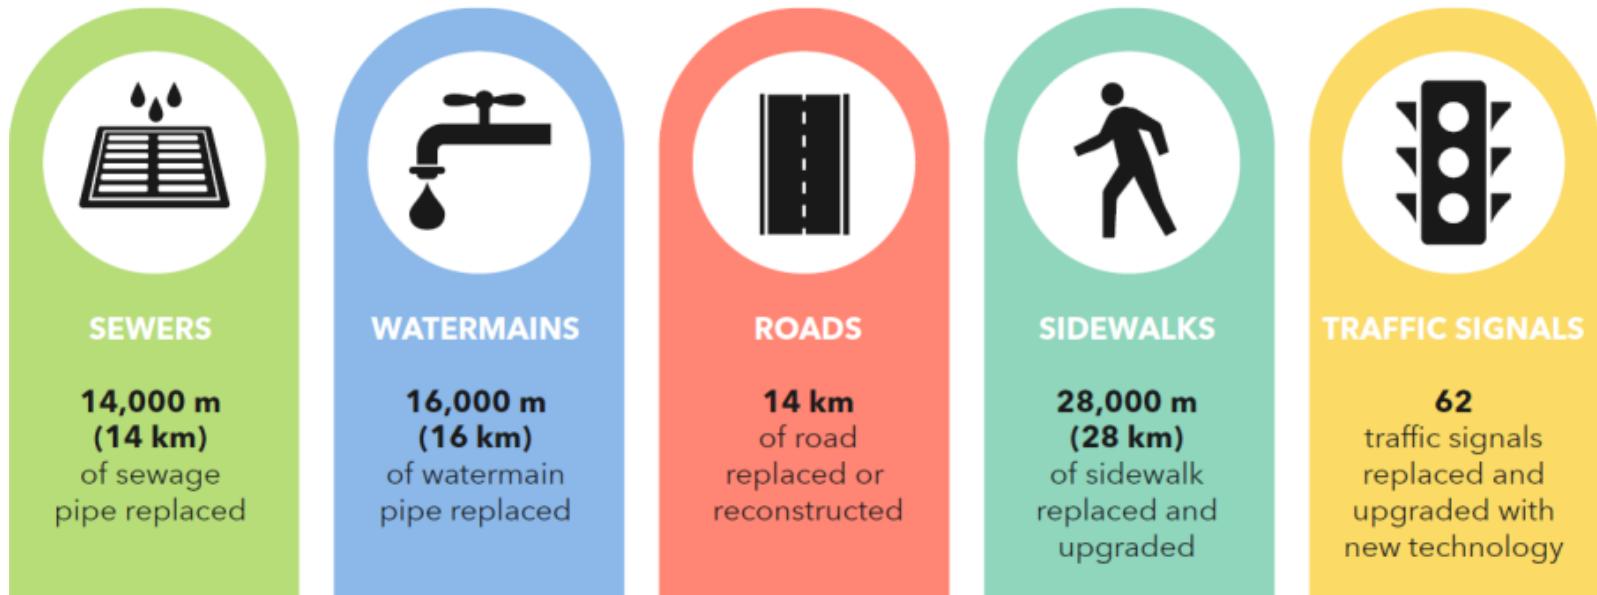 SEWERS
14,000 m
(14 km)
of sewage
pipe replaced
WATERMAINS
16,000 m
(16 km)
of watermain
pipe replaced
ROADS
14 km
of road
replaced or
reconstructed
SIDEWALKS
28,000 m
(28 km)
of sidewalk
replaced and
upgraded
TRAFFIC SIGNALS
62
traffic signals
replaced and
upgraded with
new technology